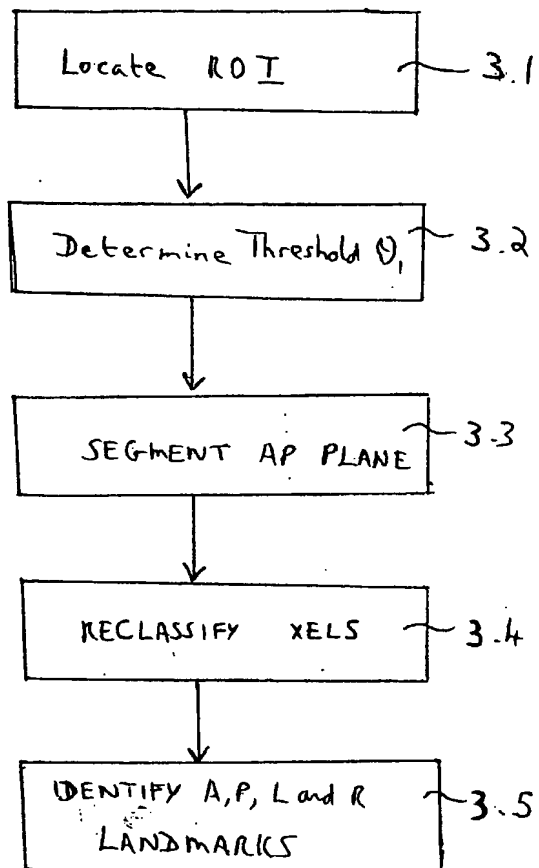 Locate ROI
3.1
Determine Threshold θ₁
3.2
SEGMENT AP PLANE
3.3
RECLASSIFY XELS
3.4
IDENTIFY A,P, L and R
LANDMARKS
3.5